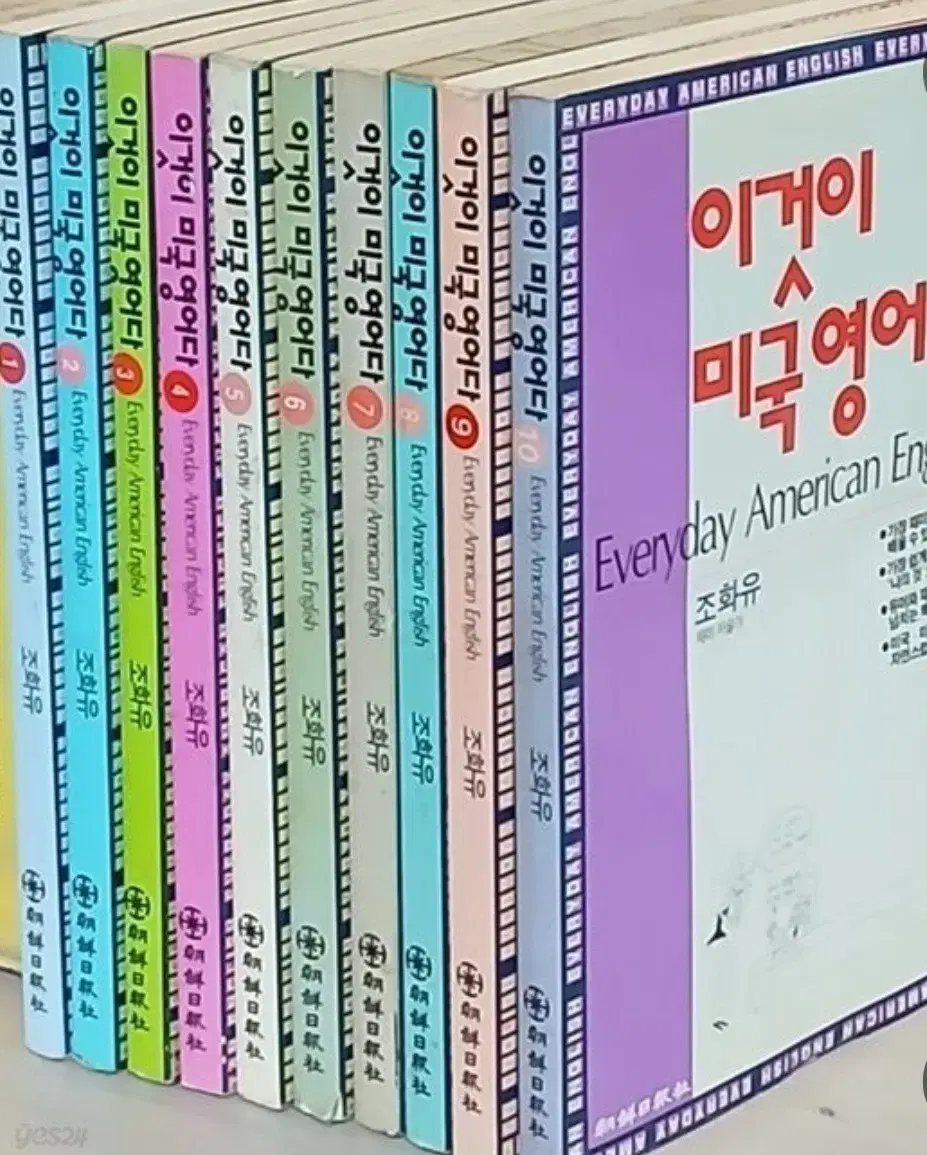 이것이 미국영어다 1 Everyday American English 조화유 朝鮮日報社
이것이 미국영어다 2 Everyday American English 조화유 朝鮮日報社
이것이 미국영어다 3 Everyday American English 조화유 朝鮮日報社
이것이 미국영어다 4 Everyday American English 조화유 朝鮮日報社
이것이 미국영어다 5 Everyday American English 조화유 朝鮮日報社
이것이 미국영어다 6 Everyday American English 조화유 朝鮮日報社
이것이 미국영어다 7 Everyday American English 조화유 朝鮮日報社
이것이 미국영어다 8 Everyday American English 조화유 朝鮮日報社
이것이 미국영어다 9 Everyday American English 조화유 朝鮮日報社
이것이 미국영어다 10 Everyday American English 조화유 朝鮮日報社
EVERYDAY AMERICAN ENGLISH EVERY
이것이
미국영어
Everyday American Eng
조화유
朝鮮日報社
yes24